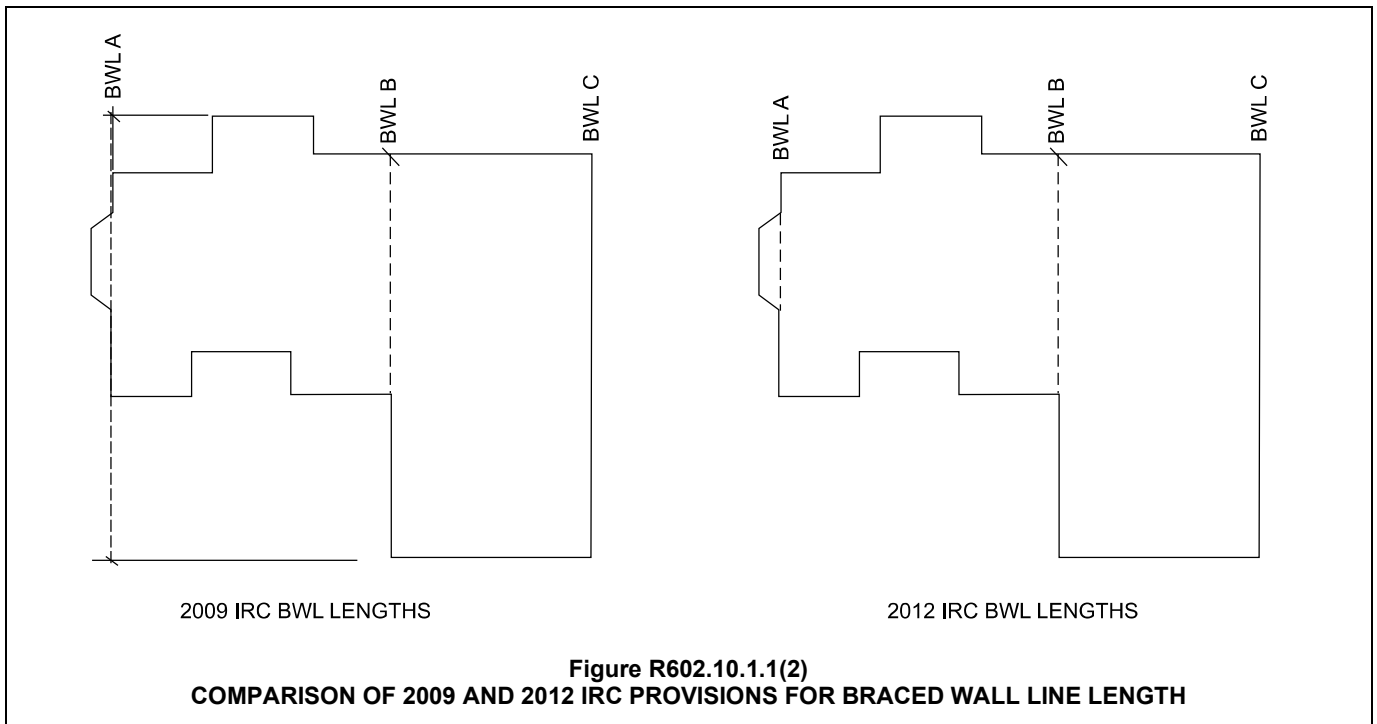 BWL A
BWL B
BWL C
BWL A
BWL B
BWL C
2009 IRC BWL LENGTHS
2012 IRC BWL LENGTHS
Figure R602.10.1.1(2)
COMPARISON OF 2009 AND 2012 IRC PROVISIONS FOR BRACED WALL LINE LENGTH